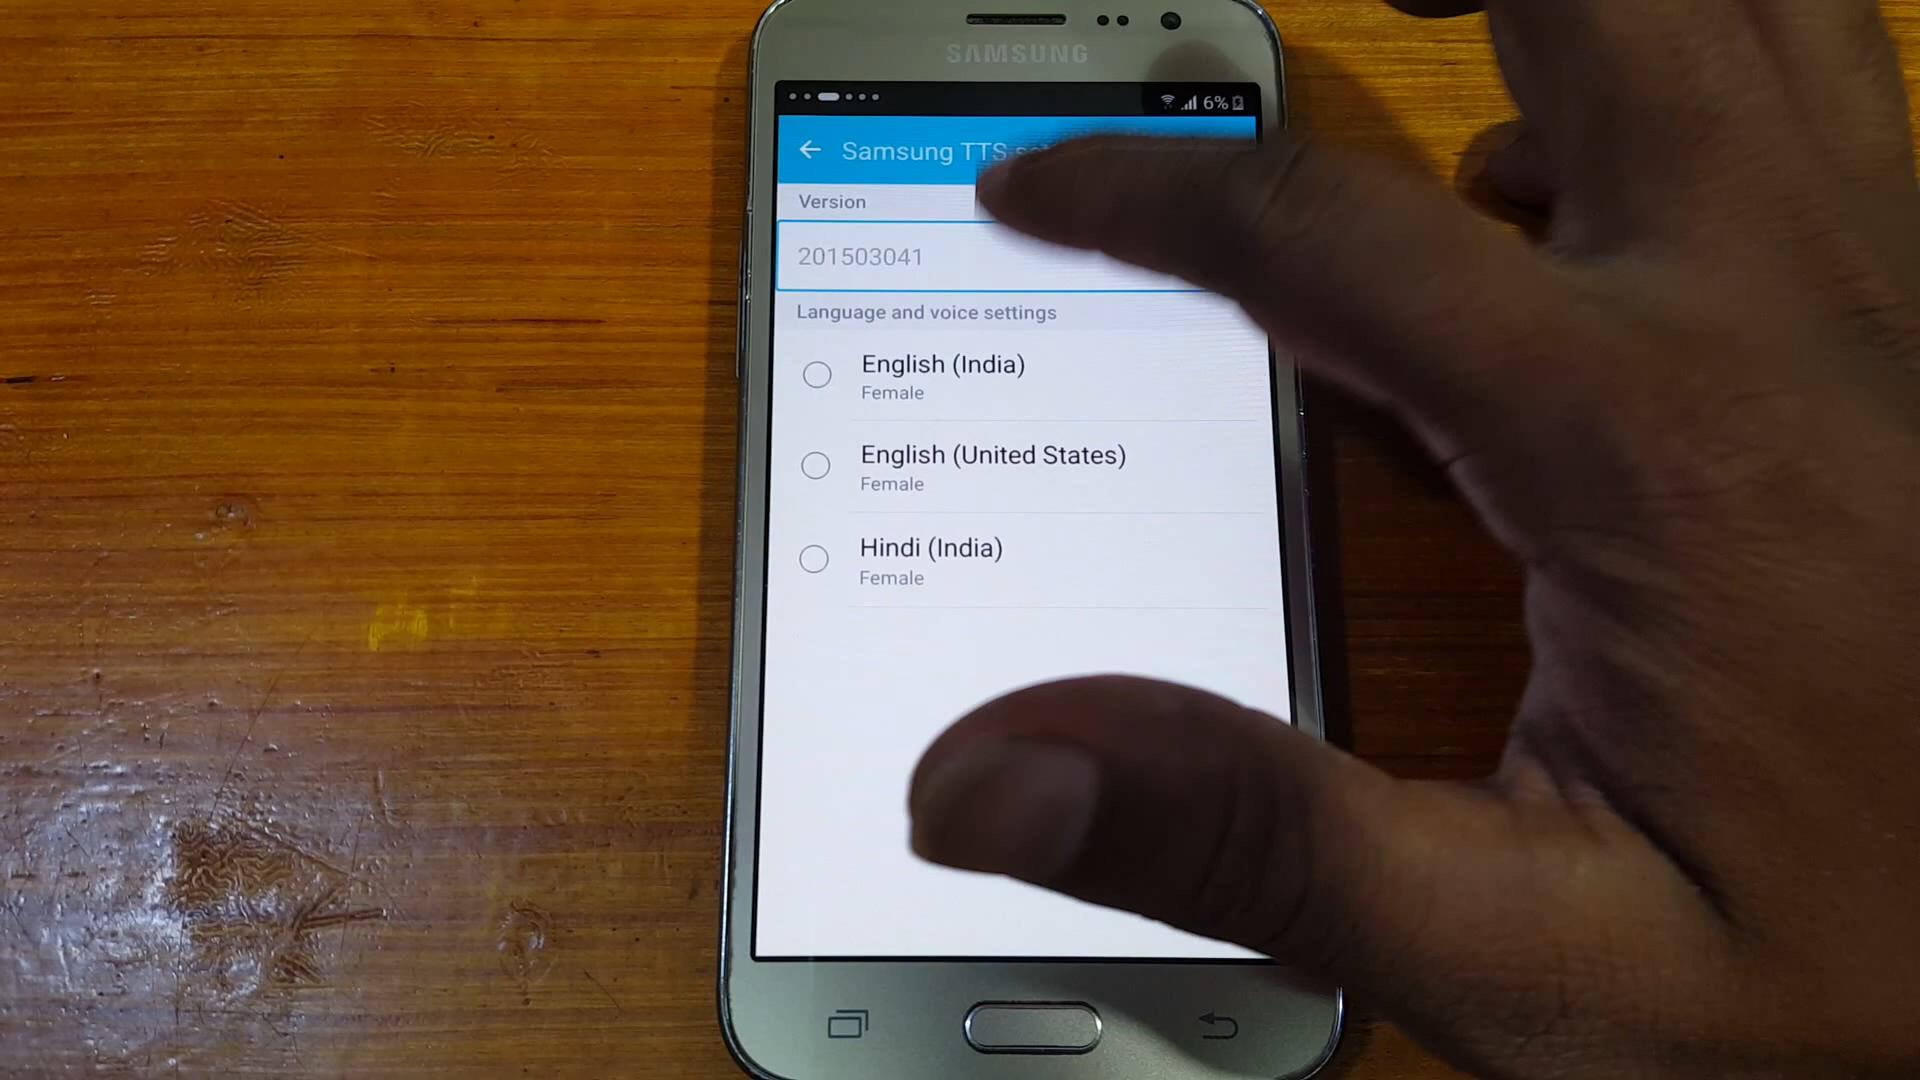 SAMSUNG
6%
Samsung TTS
Version
201503041
Language and voice settings
English (India)
Female
English (United States)
Female
Hindi (India)
Female